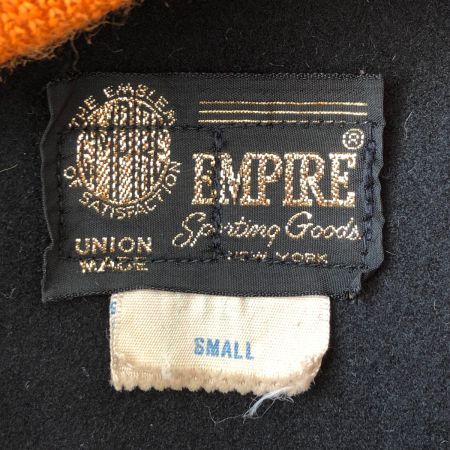 THE EMBLEM
OF SATISFACTION
UNION
MADE
EMPIRE®
Sporting Goods
NEW YORK
SMALL